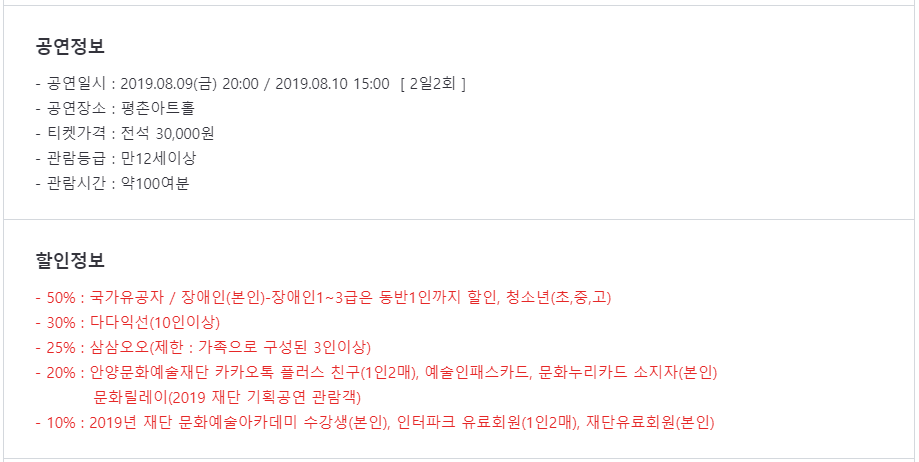 공연정보
- 공연일시 : 2019.08.09(금) 20:00 / 2019.08.10 15:00 [ 2일2회 ]
- 공연장소 : 평촌아트홀
- 티켓가격 : 전석 30,000원
- 관람등급 : 만12세이상
- 관람시간 : 약100여분
할인정보
- 50% : 국가유공자 / 장애인(본인)-장애인1~3급은 동반1인까지 할인, 청소년(초,중,고)
- 30% : 다다익선(10인이상)
- 25% : 삼삼오오(제한 : 가족으로 구성된 3인이상)
- 20% : 안양문화예술재단 카카오톡 플러스 친구(1인2매), 예술인패스카드, 문화누리카드 소지자(본인)
문화릴레이(2019 재단 기획공연 관람객)
- 10% : 2019년 재단 문화예술아카데미 수강생(본인), 인터파크 유료회원(1인2매), 재단유료회원(본인)